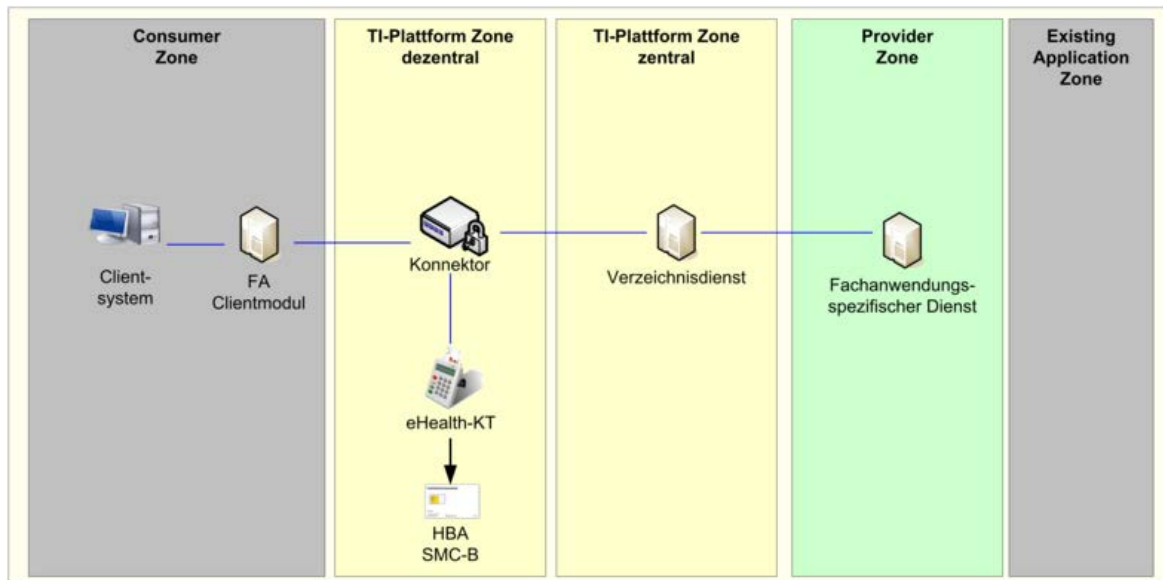 Consumer
Zone
TI-Plattform Zone
dezentral
TI-Plattform Zone
zentral
Provider
Zone
Existing
Application
Zone
Client-
system
FA
Clientmodul
Konnektor
Verzeichnisdienst
Fachanwendungs-
spezifischer Dienst
eHealth-KT
HBA
SMC-B